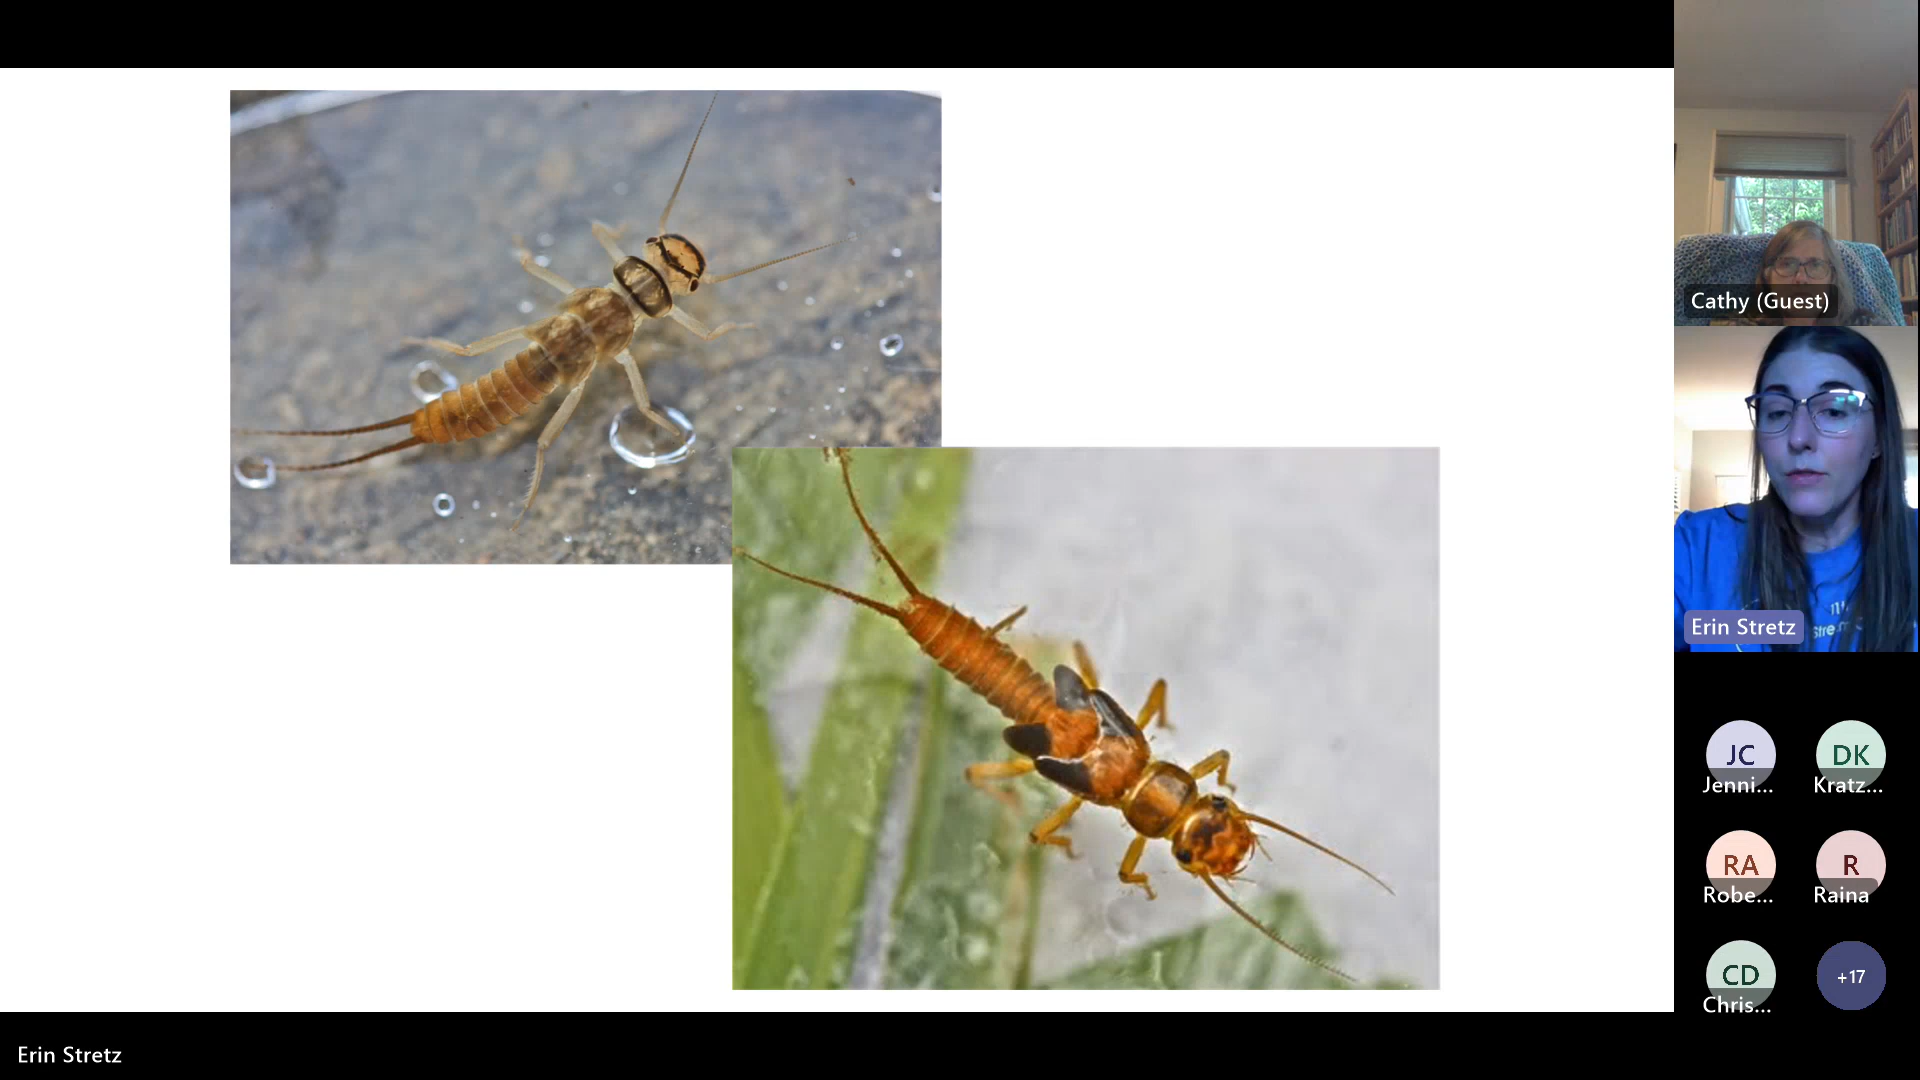 Cathy (Guest)
Erin Stretz
JC
Jenni...
DK
Kratz...
RA
Robe...
R
Raina
CD
Chris...
+17
Erin Stretz